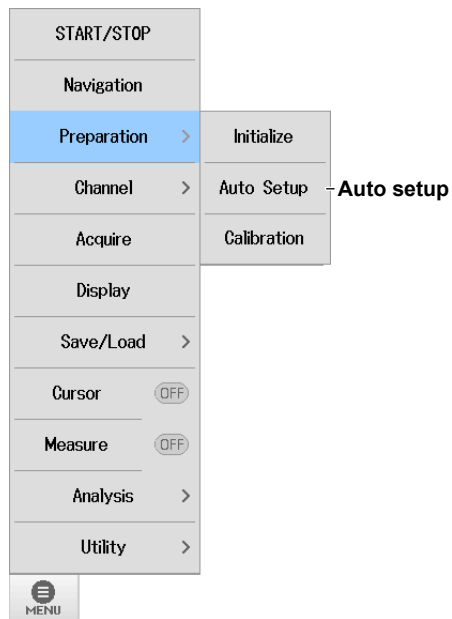 START/STOP
Navigation
Preparation
Initialize
Channel
Auto Setup
Auto setup
Acquire
Calibration
Display
Save/Load
Cursor OFF
Measure OFF
Analysis
Utility
MENU